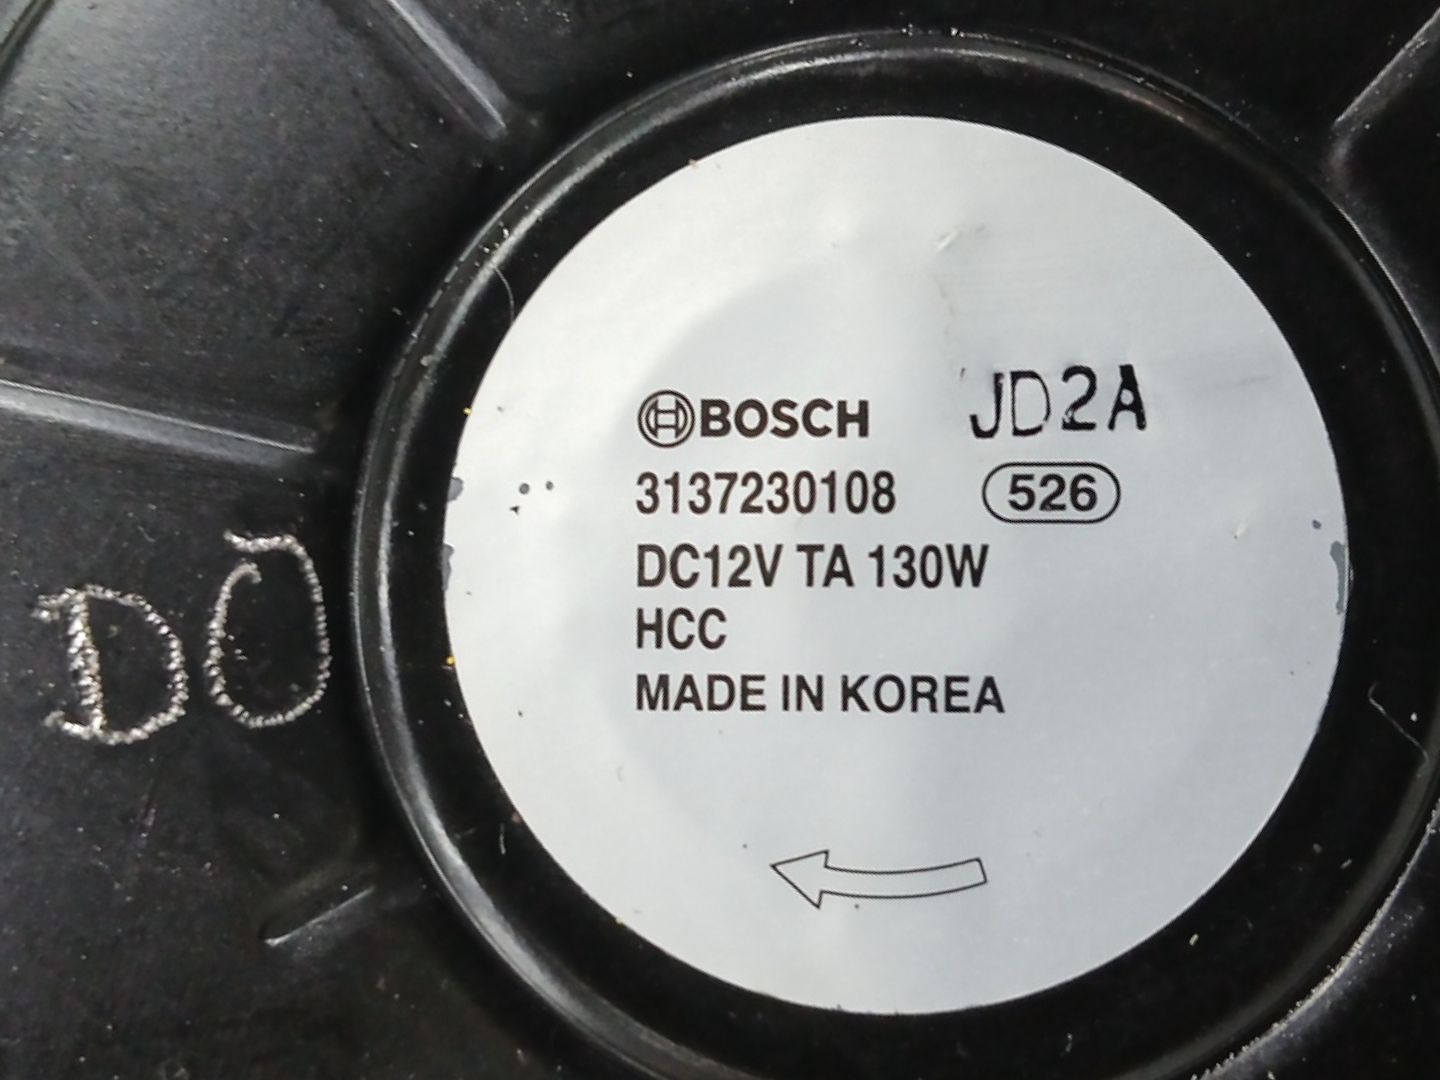 BOSCH JD2A
3137230108 526
DC12V TA 130W
HCC
MADE IN KOREA
DO